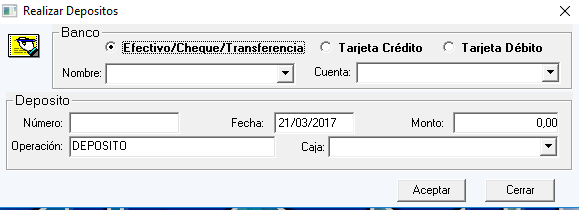 Realizar Depositos
Banco
Efectivo/Cheque/Transferencia Tarjeta Crédito Tarjeta Débito
Nombre: Cuenta:
Deposito
Número: Fecha: 21/03/2017 Monto: 0,00
Operación: DEPOSITO Caja:
Aceptar Cerrar